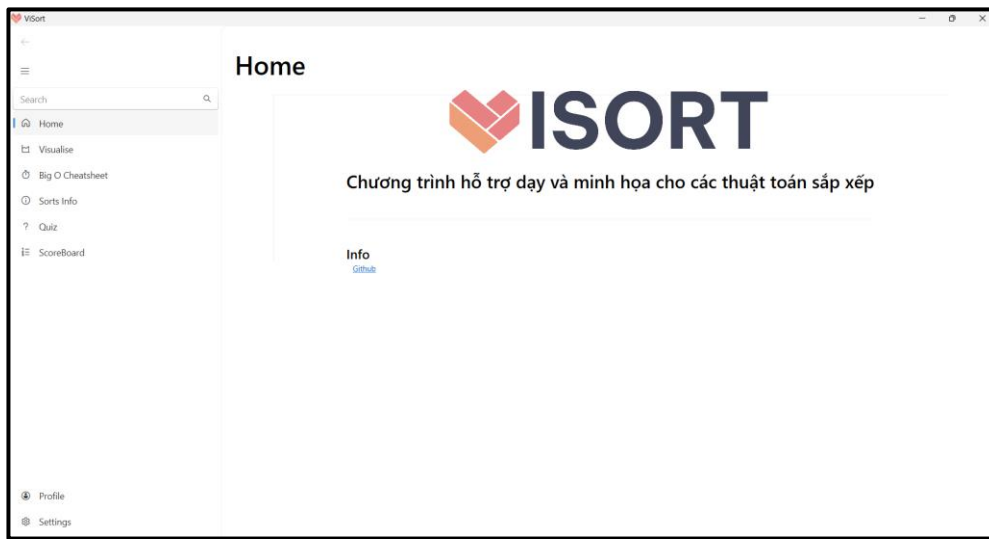 ViSort
Search
Home
Visualise
Big O Cheatsheet
Sorts Info
Quiz
ScoreBoard
Profile
Settings
Home
VISORT
Chương trình hỗ trợ dạy và minh họa cho các thuật toán sắp xếp
Info
Github